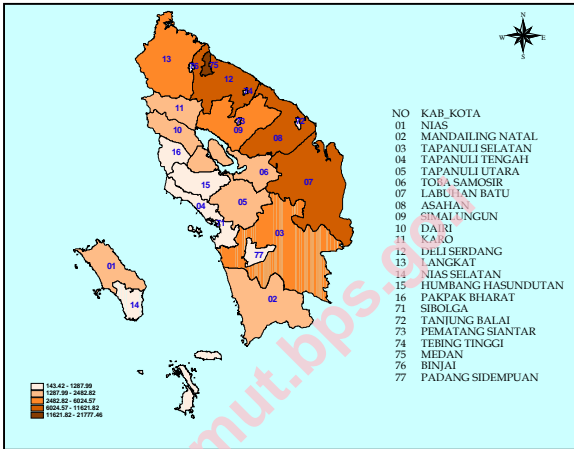 N
W E
S
13
76
75
12
74
11
73
72
10
09
08
16
06
15
07
04
05
71
03
77
01
02
14
NO KAB_KOTA
01 NIAS
02 MANDAILING NATAL
03 TAPANULI SELATAN
04 TAPANULI TENGAH
05 TAPANULI UTARA
06 TOBA SAMOSIR
07 LABUHAN BATU
08 ASAHAN
09 SIMALUNGUN
10 DAIRI
11 KARO
12 DELI SERDANG
13 LANGKAT
14 NIAS SELATAN
15 HUMBANG HASUNDUTAN
16 PAKPAK BHARAT
71 SIBOLGA
72 TANJUNG BALAI
73 PEMATANG SIANTAR
74 TEBING TINGGI
75 MEDAN
76 BINJAI
77 PADANG SIDEMPUAN
143.42 - 1287.99
1287.99 - 2482.82
2482.82 - 6024.57
6024.57 - 11621.82
11621.82 - 21777.46
mut.bps.go.i